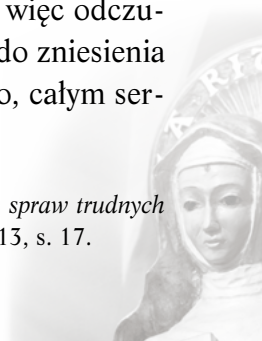 więc odczu-
do zniesienia
o, całym ser-
spraw trudnych
13, s. 17.